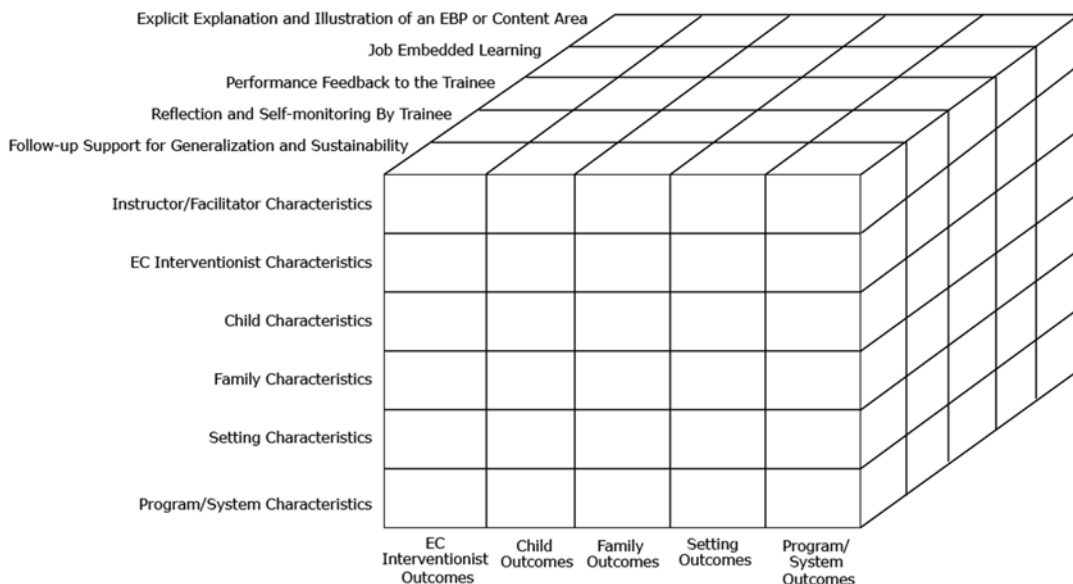 Explicit Explanation and Illustration of an EBP or Content Area
Job Embedded Learning
Performance Feedback to the Trainee
Reflection and Self-monitoring By Trainee
Follow-up Support for Generalization and Sustainability
Instructor/Facilitator Characteristics
EC Interventionist Characteristics
Child Characteristics
Family Characteristics
Setting Characteristics
Program/System Characteristics
EC
Interventionist
Outcomes
Child
Outcomes
Family
Outcomes
Setting
Outcomes
Program/
System
Outcomes